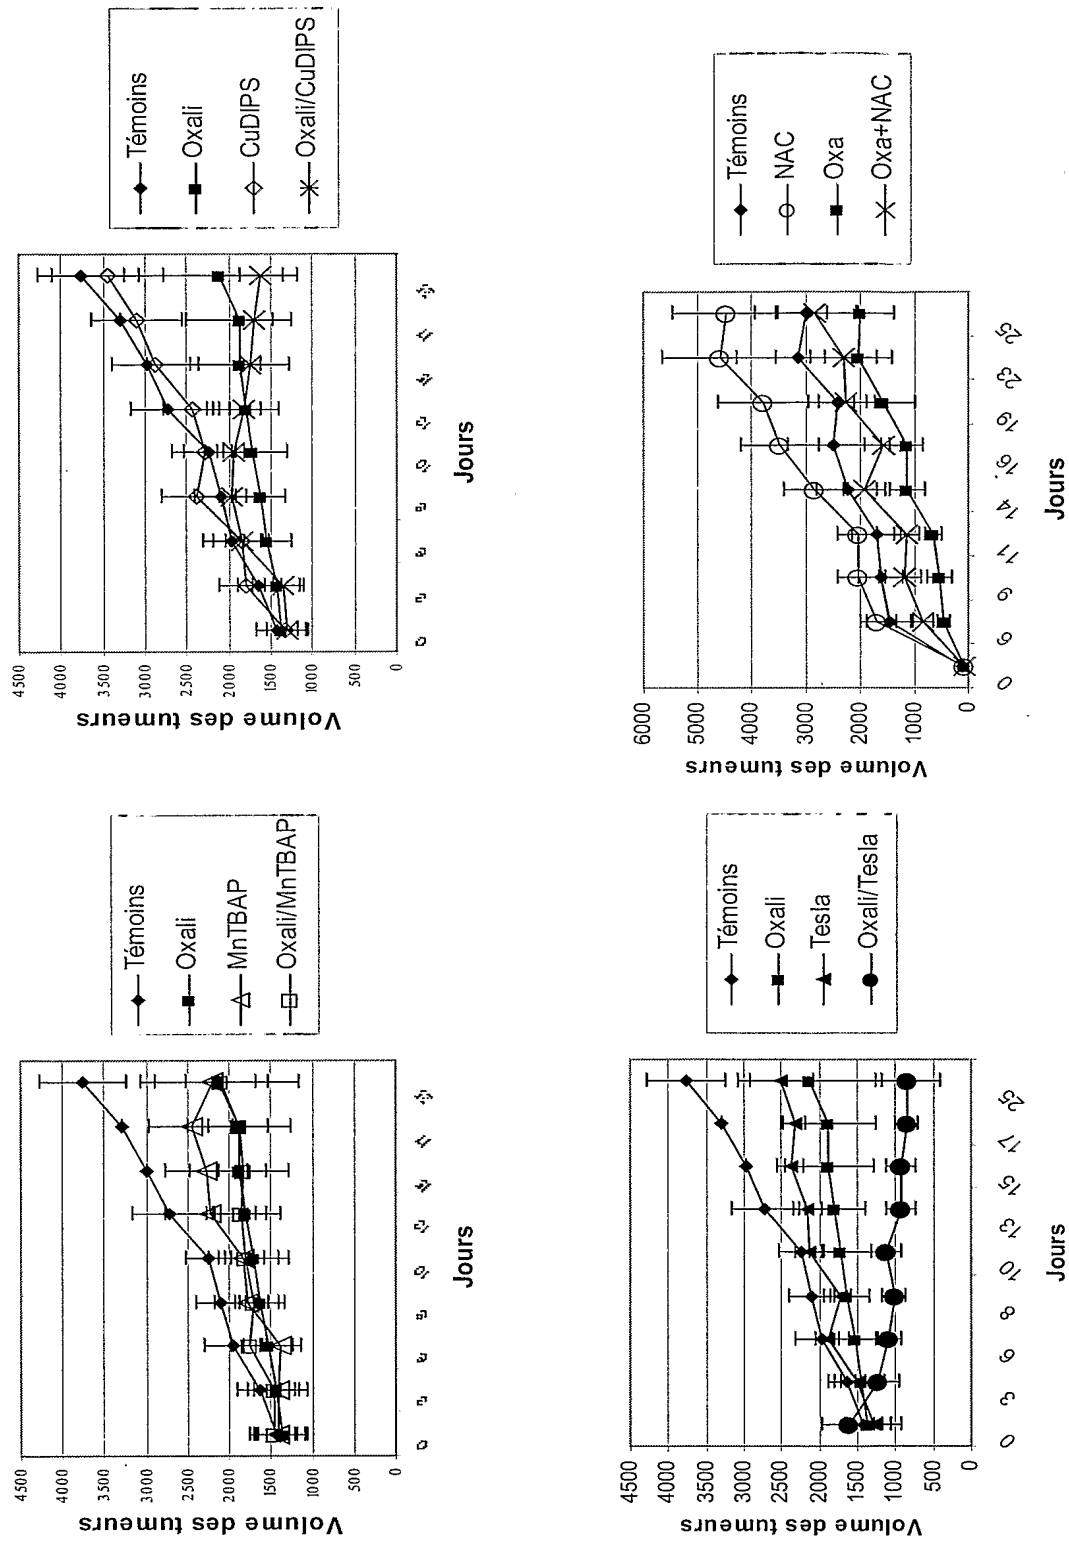 Volume des tumeurs
4500
4000
3500
3000
2500
2000
1500
1000
0
Jours
Témoins
Oxali
MnTBAP
Oxali/MnTBAP
Volume des tumeurs
4500
4000
3500
3000
2500
2000
1500
1000
0
Jours
Témoins
Oxali
CuDIPS
Oxali/CuDIPS
Volume des tumeurs
4500
4000
3500
3000
2500
2000
1500
1000
500
0
0 3 6 8 10 13 15 17 25
Jours
Témoins
Oxali
Tesla
Oxali/Tesla
Volume des tumeurs
6000
5000
4000
3000
2000
1000
0
0 6 9 11 14 16 19 23 25
Jours
Témoins
NAC
Oxa
Oxa+NAC